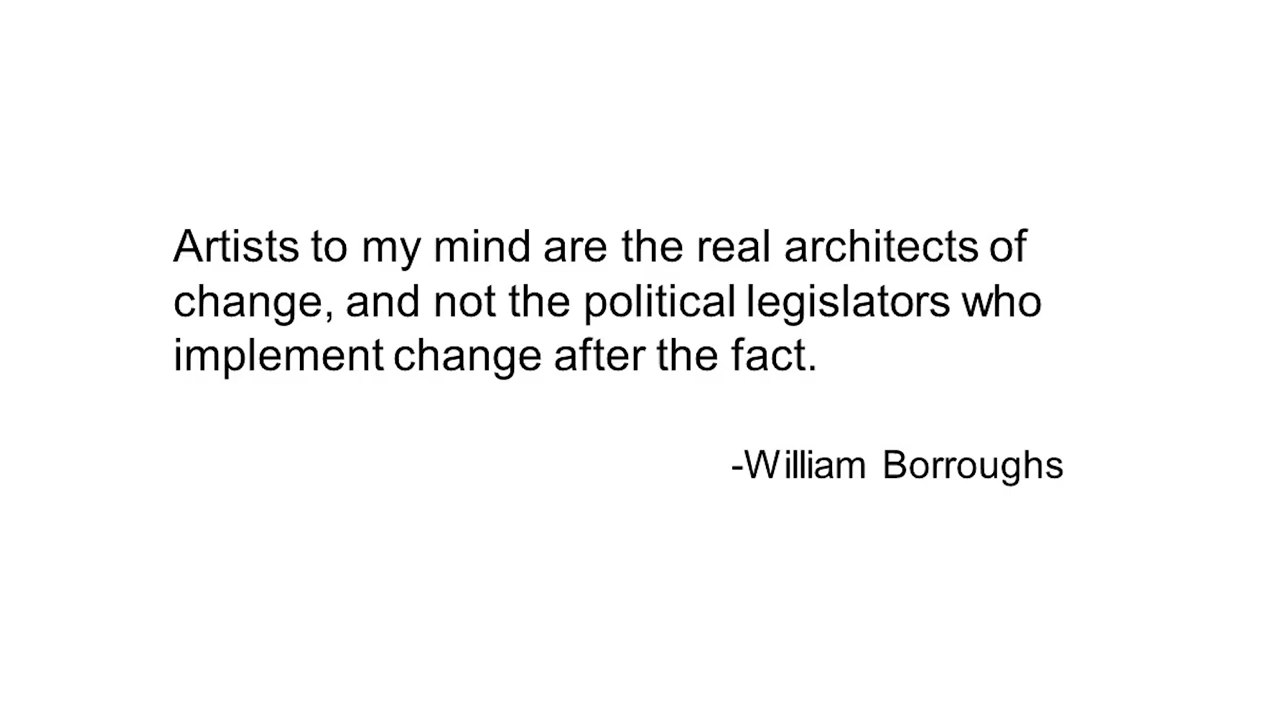 Artists to my mind are the real architects of
change, and not the political legislators who
implement change after the fact.
-William Borroughs